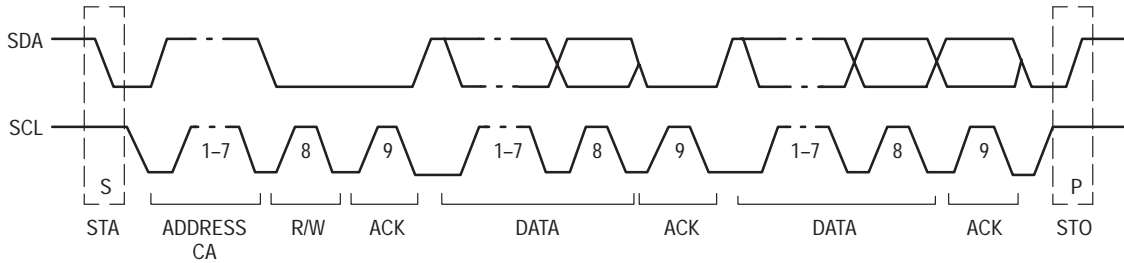 SDA
SCL
1–7 8 9 1–7 8 9 1–7 8 9
S P
STA ADDRESS CA R/W ACK DATA ACK DATA ACK STO